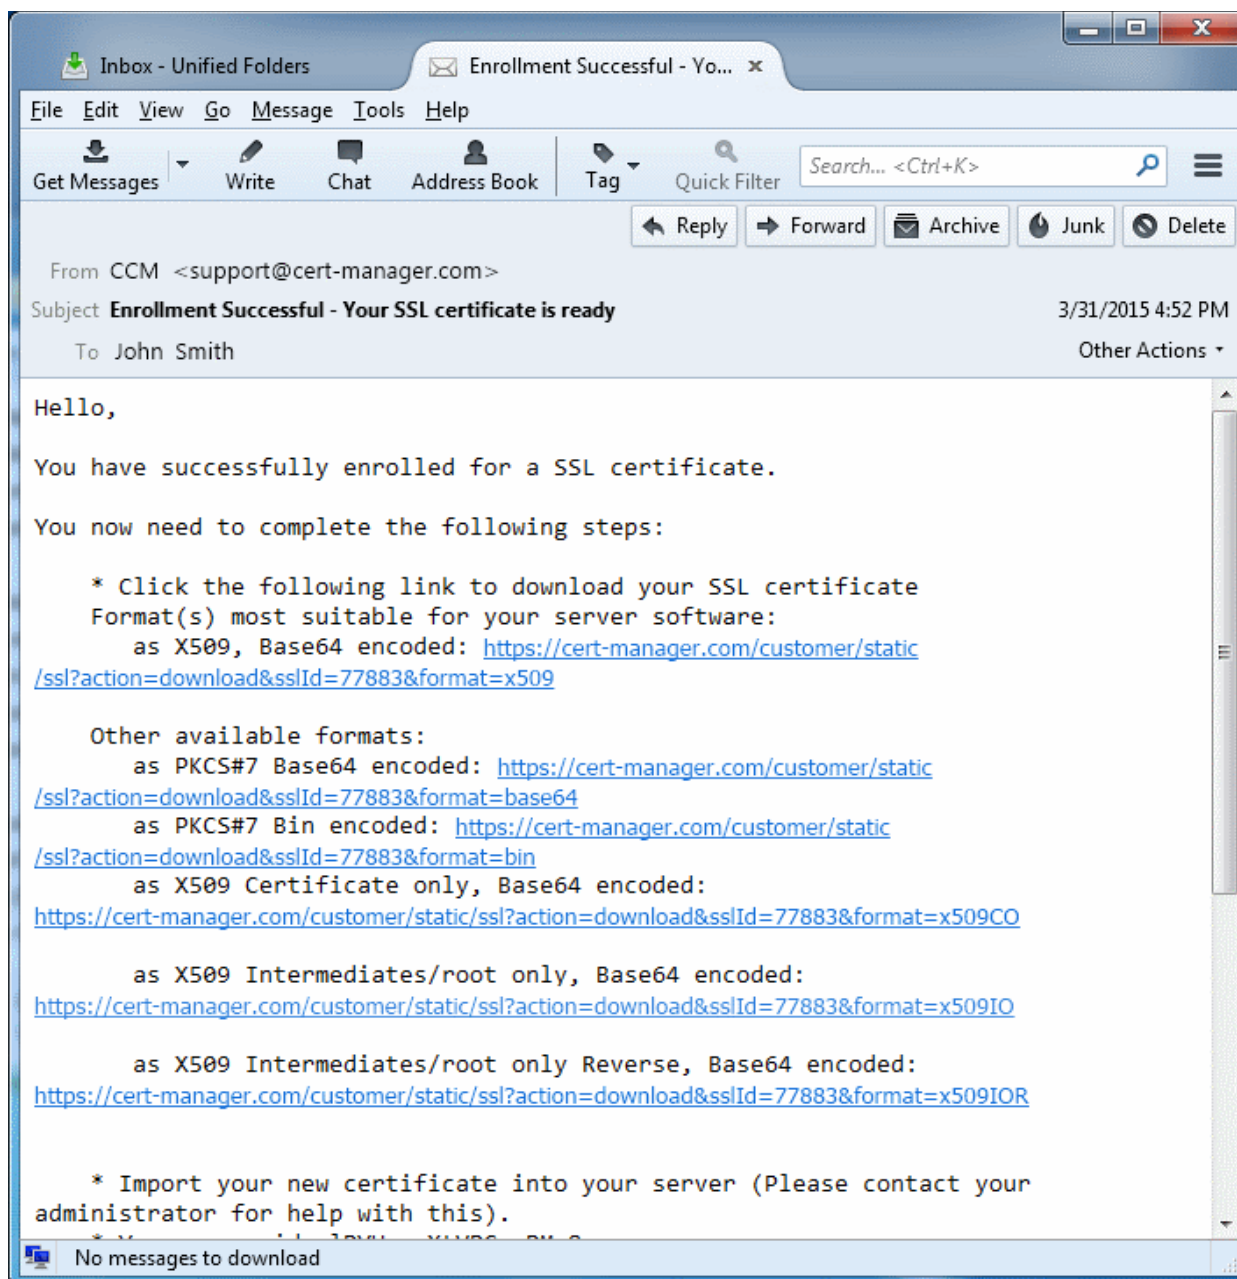 Inbox - Unified Folders
Enrollment Successful - Yo...
File Edit View Go Message Tools Help
Get Messages Write Chat Address Book Tag Quick Filter Search... <Ctrl+K>
Reply Forward Archive Junk Delete
From CCM <support@cert-manager.com>
Subject Enrollment Successful - Your SSL certificate is ready 3/31/2015 4:52 PM
To John Smith Other Actions
Hello,
You have successfully enrolled for a SSL certificate.
You now need to complete the following steps:
* Click the following link to download your SSL certificate
Format(s) most suitable for your server software:
as X509, Base64 encoded: https://cert-manager.com/customer/static
/ssl?action=download&sslId=77883&format=x509
Other available formats:
as PKCS#7 Base64 encoded: https://cert-manager.com/customer/static
/ssl?action=download&sslId=77883&format=base64
as PKCS#7 Bin encoded: https://cert-manager.com/customer/static
/ssl?action=download&sslId=77883&format=bin
as X509 Certificate only, Base64 encoded:
https://cert-manager.com/customer/static/ssl?action=download&sslId=77883&format=x509CO
as X509 Intermediates/root only, Base64 encoded:
https://cert-manager.com/customer/static/ssl?action=download&sslId=77883&format=x509IO
as X509 Intermediates/root only Reverse, Base64 encoded:
https://cert-manager.com/customer/static/ssl?action=download&sslId=77883&format=x509IOR
* Import your new certificate into your server (Please contact your
administrator for help with this).
No messages to download